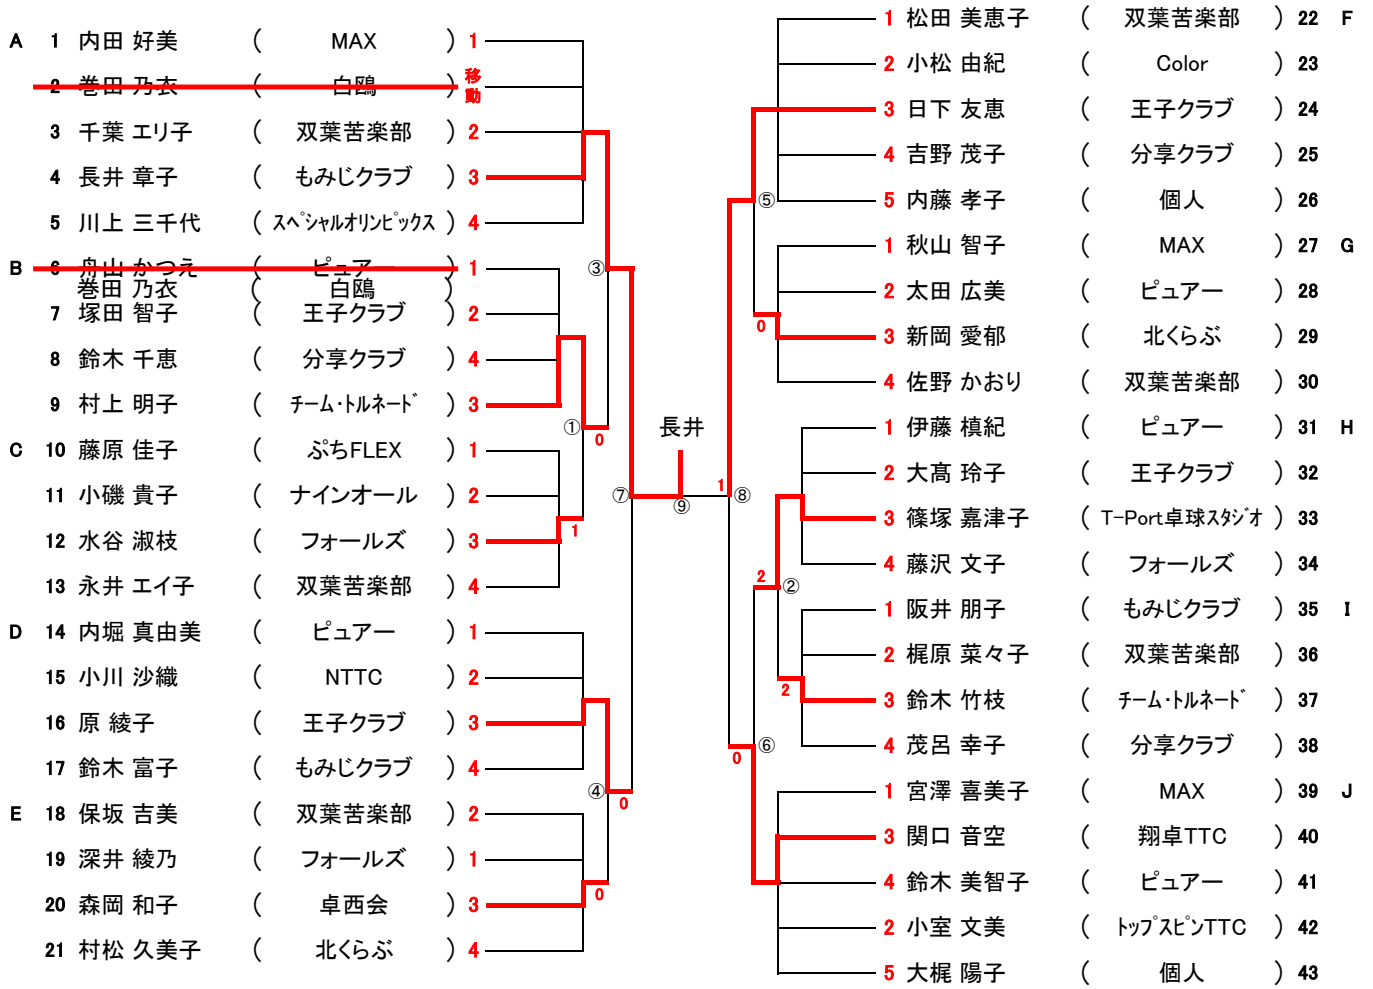 A 1 内田 好美 ( MAX ) 1
2 巻田 乃衣 ( 白鴎 ) 移動
3 千葉 エリ子 ( 双葉苦楽部 ) 2
4 長井 章子 ( もみじクラブ ) 3
5 川上 三千代 ( スペシャルオリンピックス ) 4
B 6 舟山 かつえ ( ピュアー ) 1
巻田 乃衣 ( 白鴎 )
7 塚田 智子 ( 王子クラブ ) 2
8 鈴木 千恵 ( 分享クラブ ) 4
9 村上 明子 ( チーム・トルネード ) 3
C 10 藤原 佳子 ( ぷちFLEX ) 1
11 小磯 貴子 ( ナインオール ) 2
12 水谷 淑枝 ( フォールズ ) 3
13 永井 エイ子 ( 双葉苦楽部 ) 4
D 14 内堀 真由美 ( ピュアー ) 1
15 小川 沙織 ( NTTC ) 2
16 原 綾子 ( 王子クラブ ) 3
17 鈴木 富子 ( もみじクラブ ) 4
E 18 保坂 吉美 ( 双葉苦楽部 ) 2
19 深井 綾乃 ( フォールズ ) 1
20 森岡 和子 ( 卓西会 ) 3
21 村松 久美子 ( 北くらぶ ) 4
③
① 0
1
④ 0
0
長井
⑦ ⑨ 1 ⑧
⑤
0
2 ②
2
0 ⑥
1 松田 美恵子 ( 双葉苦楽部 ) 22 F
2 小松 由紀 ( Color ) 23
3 日下 友恵 ( 王子クラブ ) 24
4 吉野 茂子 ( 分享クラブ ) 25
5 内藤 孝子 ( 個人 ) 26
1 秋山 智子 ( MAX ) 27 G
2 太田 広美 ( ピュアー ) 28
3 新岡 愛郁 ( 北くらぶ ) 29
4 佐野 かおり ( 双葉苦楽部 ) 30
1 伊藤 槙紀 ( ピュアー ) 31 H
2 大髙 玲子 ( 王子クラブ ) 32
3 篠塚 嘉津子 ( T-Port卓球スタジオ ) 33
4 藤沢 文子 ( フォールズ ) 34
1 阪井 朋子 ( もみじクラブ ) 35 I
2 梶原 菜々子 ( 双葉苦楽部 ) 36
3 鈴木 竹枝 ( チーム・トルネード ) 37
4 茂呂 幸子 ( 分享クラブ ) 38
1 宮澤 喜美子 ( MAX ) 39 J
3 関口 音空 ( 翔卓TTC ) 40
4 鈴木 美智子 ( ピュアー ) 41
2 小室 文美 ( トップスピンTTC ) 42
5 大梶 陽子 ( 個人 ) 43